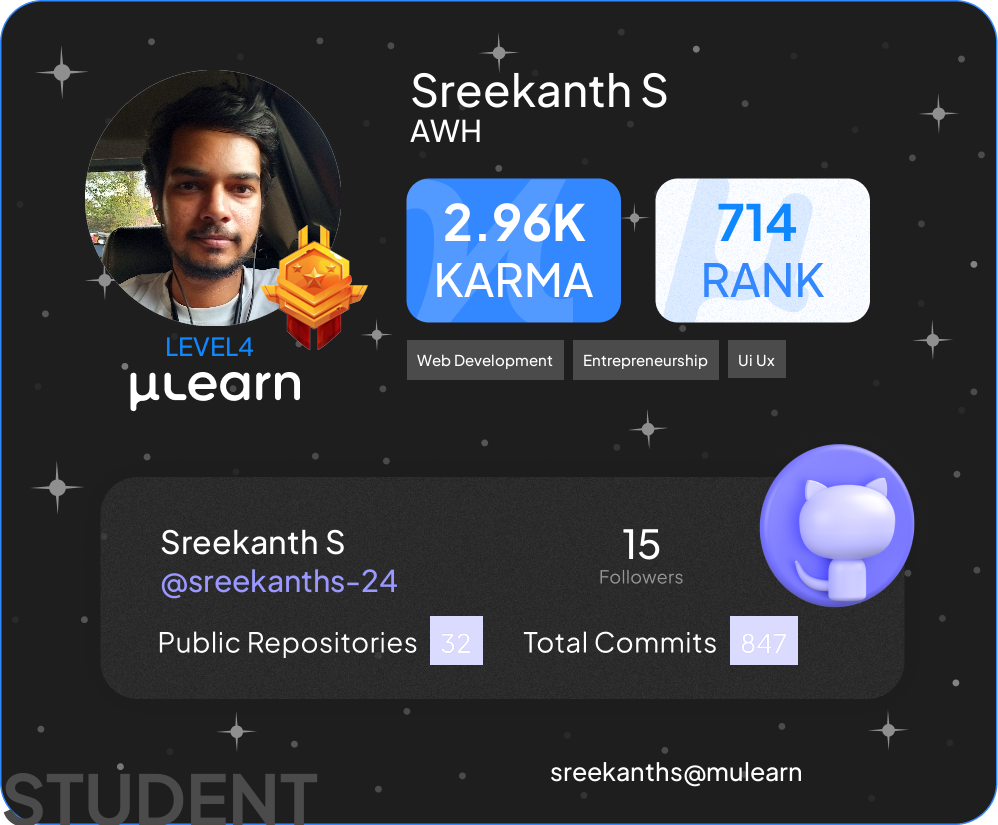 Sreekanth S
AWH
2.96K
KARMA
714
RANK
LEVEL4
µLearn
Web Development
Entrepreneurship
Ui Ux
Sreekanth S
@sreekanths-24
15
Followers
Public Repositories 32
Total Commits 847
sreekanths@mulearn
STUDENT